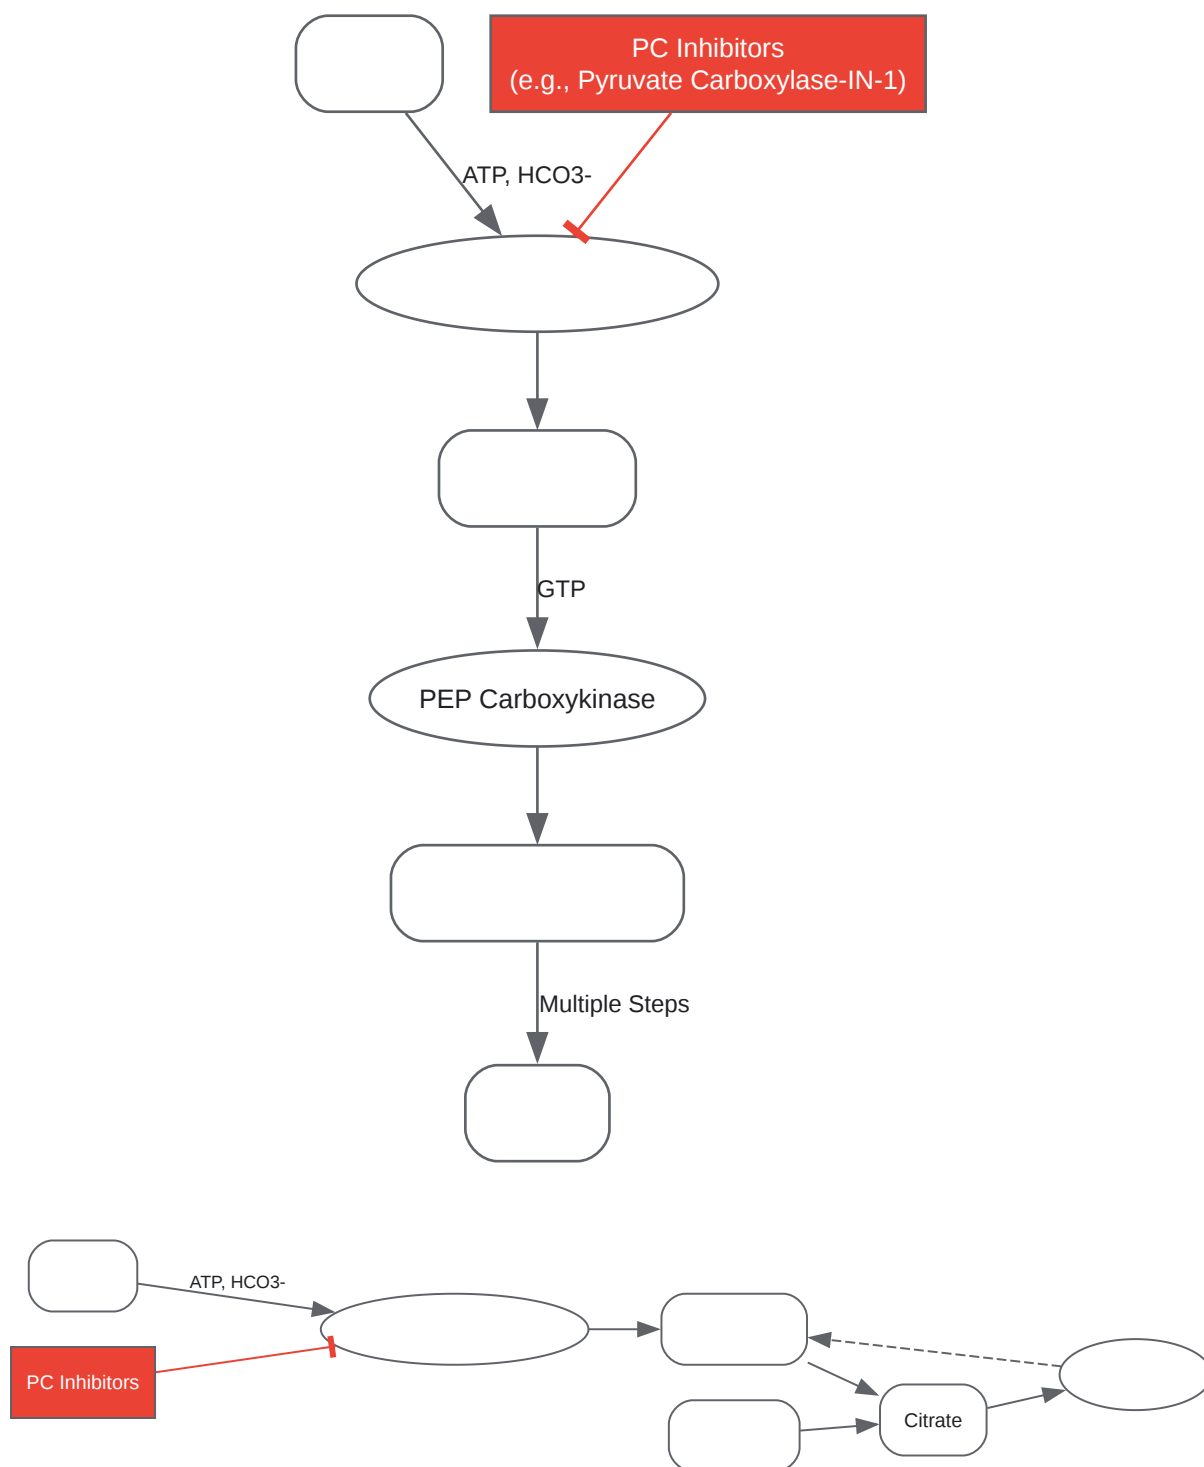 PC Inhibitors
(e.g., Pyruvate Carboxylase-IN-1)
ATP, HCO3-
GTP
PEP Carboxykinase
Multiple Steps
ATP, HCO3-
PC Inhibitors
Citrate